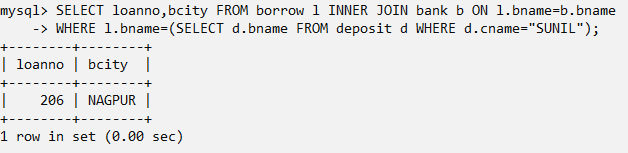 mysql> SELECT loanno,bcity FROM borrow l INNER JOIN bank b ON l.bname=b.bname
    -> WHERE l.bname=(SELECT d.bname FROM deposit d WHERE d.cname="SUNIL");
+--------+--------+
| loanno | bcity  |
+--------+--------+
|    206 | NAGPUR |
+--------+--------+
1 row in set (0.00 sec)